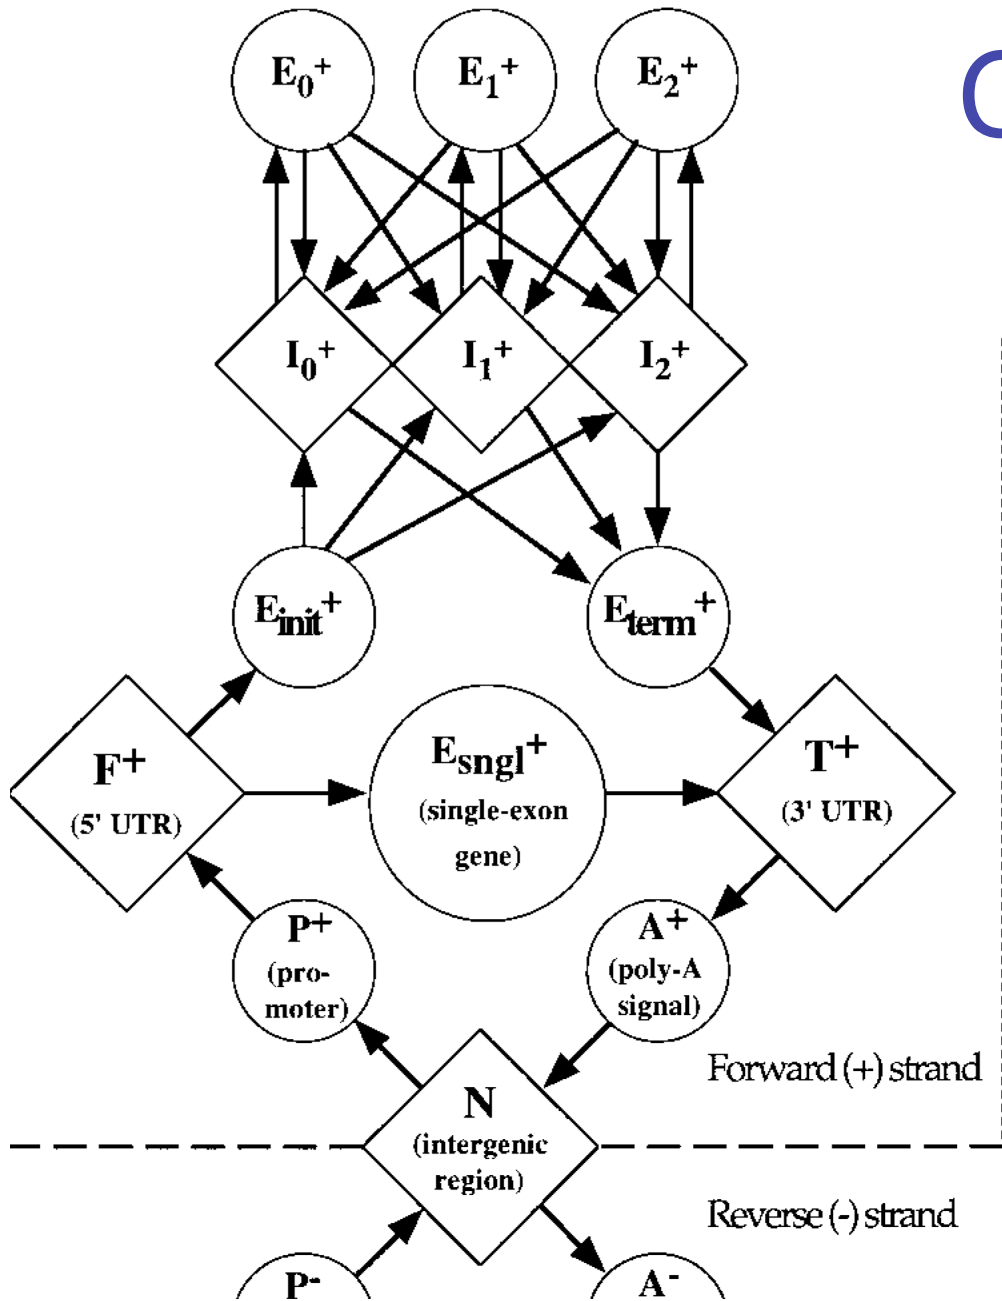 E₀⁺ E₁⁺ E₂⁺
I₀⁺ I₁⁺ I₂⁺
Einit⁺ Eterm⁺
F⁺
(5' UTR)
Esngl⁺
(single-exon
gene)
T⁺
(3' UTR)
P⁺
(pro-
moter)
A⁺
(poly-A
signal)
Forward (+) strand
N
(intergenic
region)
Reverse (-) strand
P⁻ A⁻